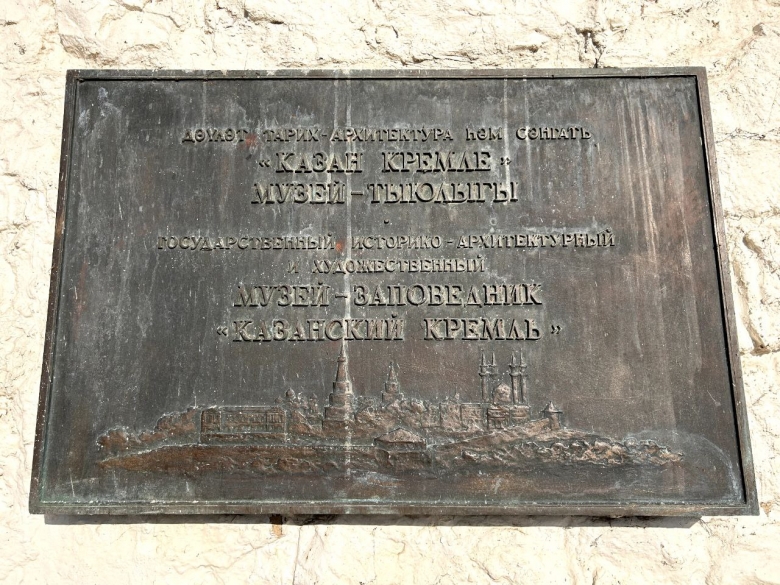 ДӘҮЛӘТ ТАРИХ-АРХИТЕКТУРА ҺӘМ СӘНГАТЬ
«КАЗАН КРЕМЛЕ»
МУЗЕЙ-ТЫЮЛЫГЫ
ГОСУДАРСТВЕННЫЙ ИСТОРИКО-АРХИТЕКТУРНЫЙ
И ХУДОЖЕСТВЕННЫЙ
МУЗЕЙ-ЗАПОВЕДНИК
«КАЗАНСКИЙ КРЕМЛЬ»